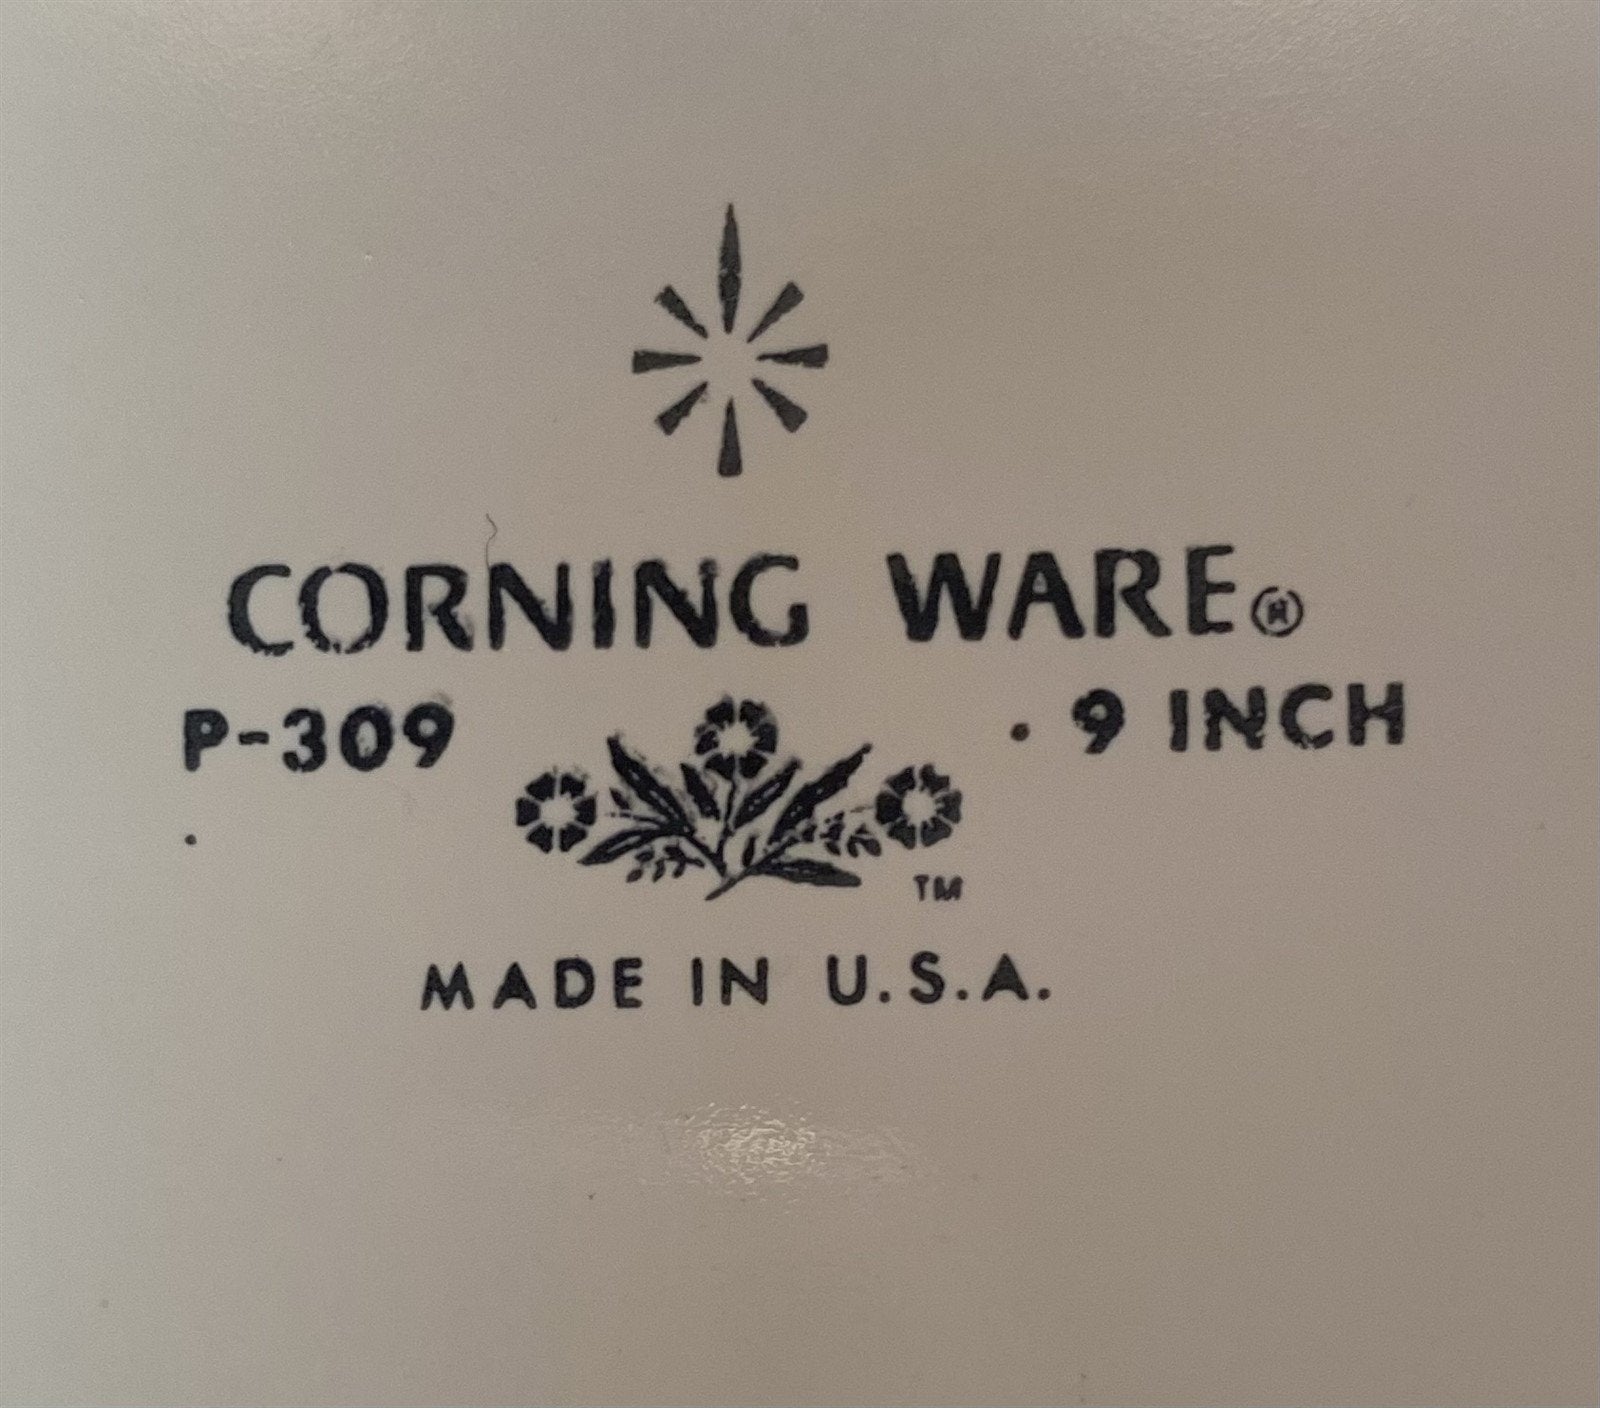 CORNING WARE®
P-309 · 9 INCH
TM
MADE IN U.S.A.